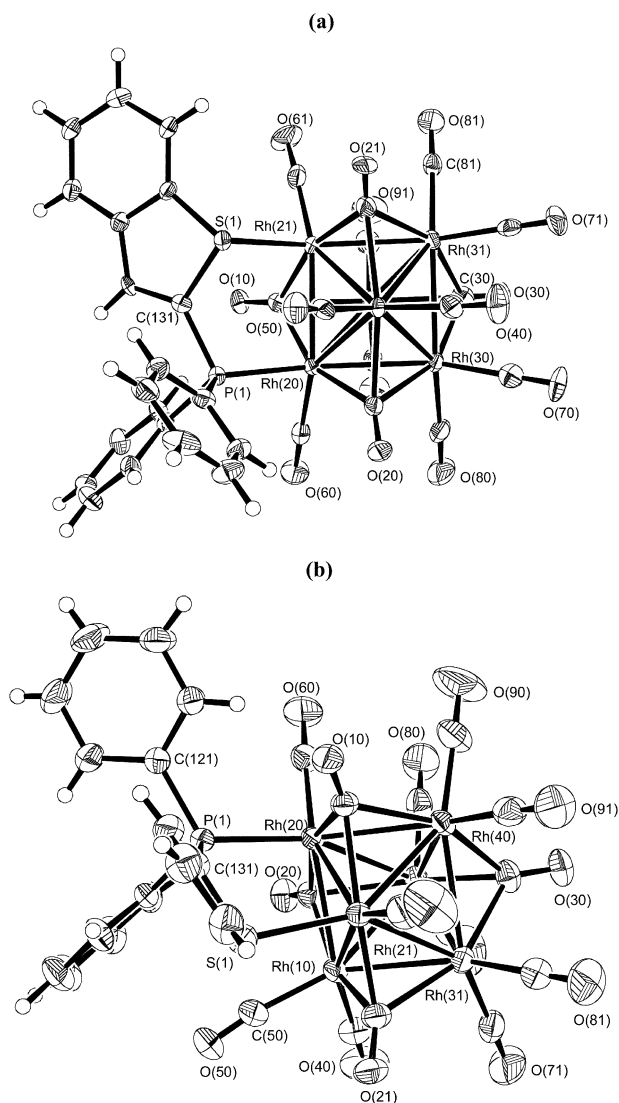 (a)
O(81)
O(61)
O(21)
C(81)
O(91)
S(1)
Rh(21)
O(71)
Rh(31)
O(10)
C(30)
O(30)
O(50)
O(40)
C(131)
Rh(30)
P(1)
Rh(20)
O(70)
O(20)
O(60)
O(80)
(b)
O(90)
O(60)
O(10)
O(80)
C(121)
O(91)
P(1)
Rh(20)
Rh(40)
C(131)
O(20)
O(30)
S(1)
Rh(21)
Rh(10)
Rh(31)
O(81)
C(50)
O(50)
O(40)
O(71)
O(21)